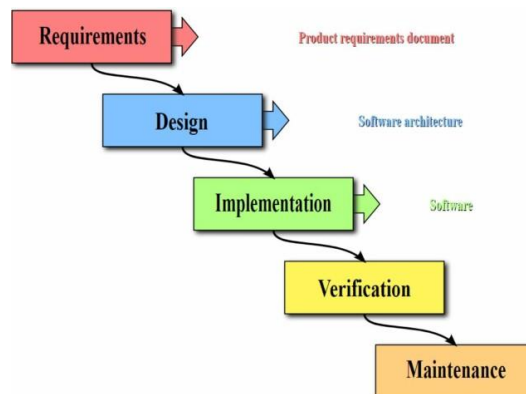 Requirements
Product requirements document
Design
Software architecture
Implementation
Software
Verification
Maintenance